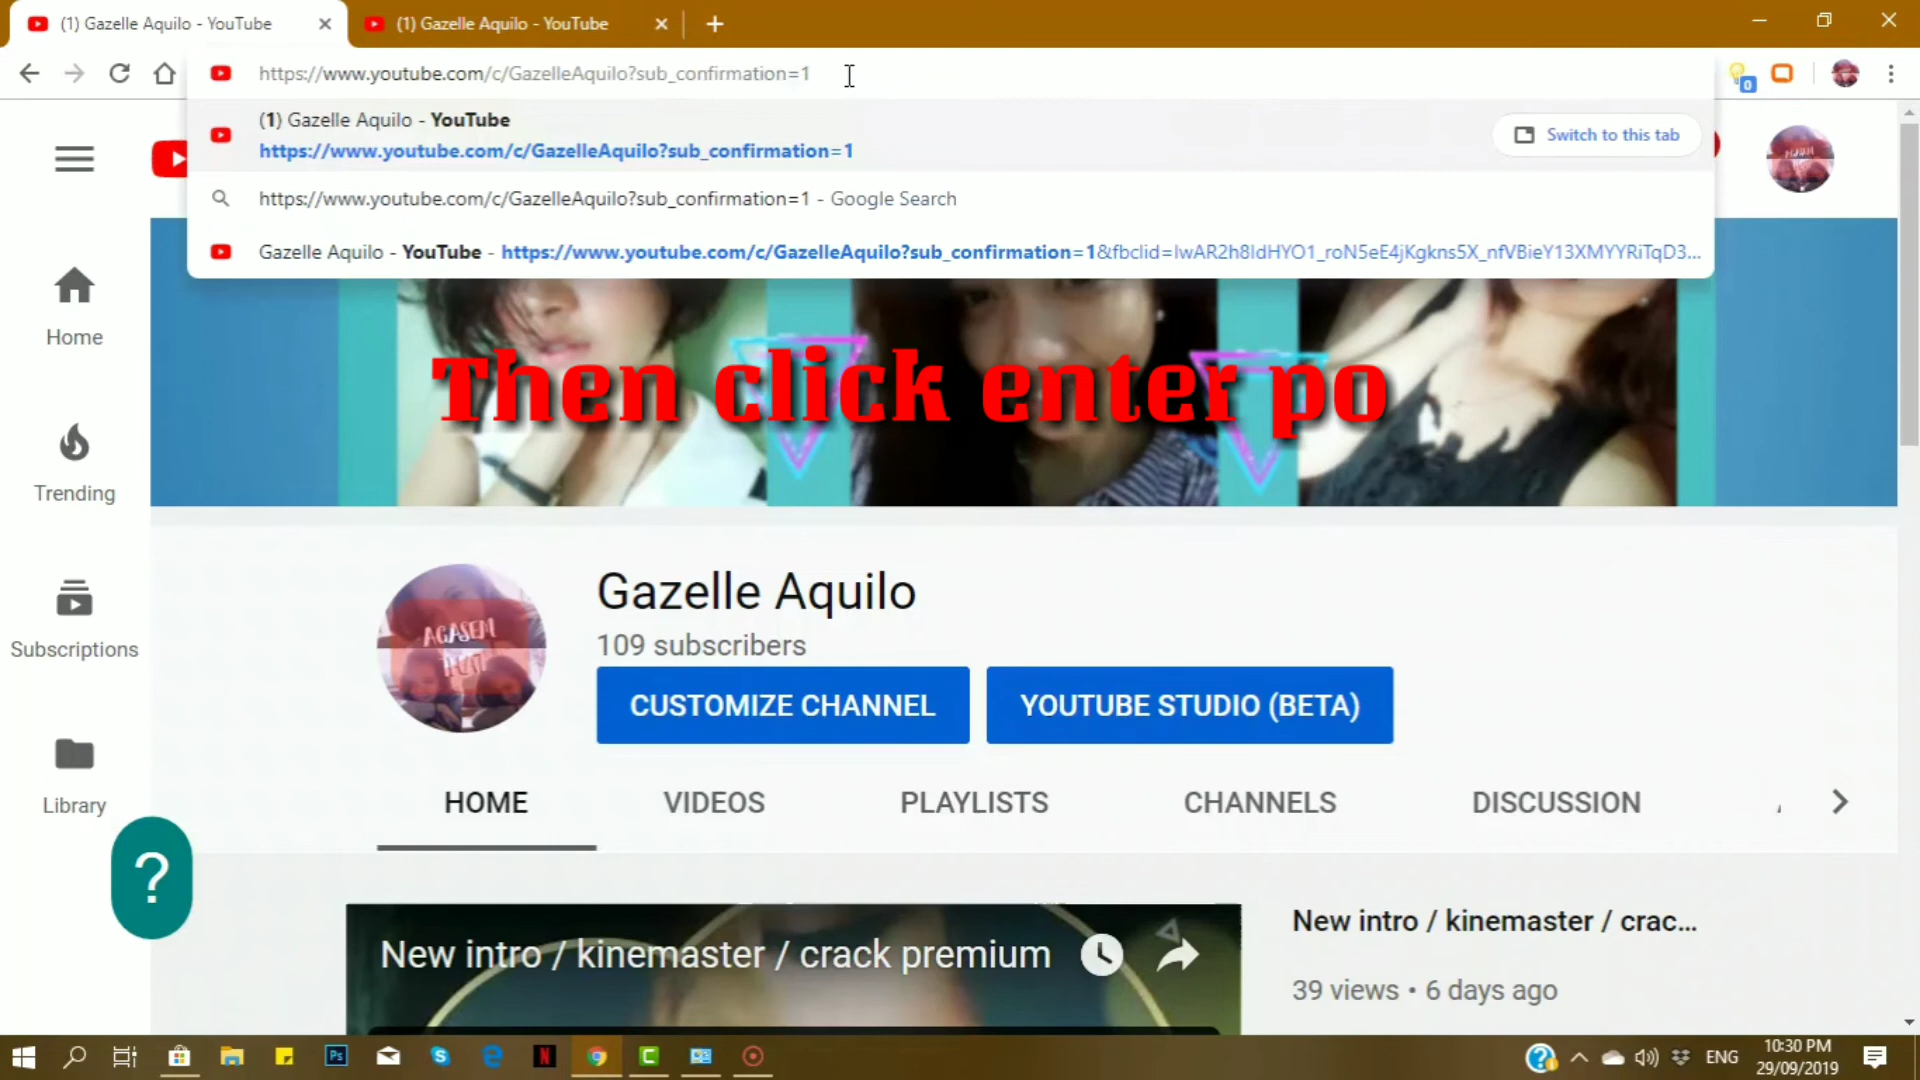 (1) Gazelle Aquilo - YouTube
(1) Gazelle Aquilo - YouTube
https://www.youtube.com/c/GazelleAquilo?sub_confirmation=1
0
(1) Gazelle Aquilo - YouTube
https://www.youtube.com/c/GazelleAquilo?sub_confirmation=1
Switch to this tab
https://www.youtube.com/c/GazelleAquilo?sub_confirmation=1 - Google Search
Gazelle Aquilo - YouTube - https://www.youtube.com/c/GazelleAquilo?sub_confirmation=1&fbclid=IwAR2h8IdHYO1_roN5eE4jKgkns5X_nfVBieY13XMYYRiTqD3...
Home
Trending
Subscriptions
Library
Then click enter po
AGASEM
Gazelle Aquilo
109 subscribers
CUSTOMIZE CHANNEL
YOUTUBE STUDIO (BETA)
HOME
VIDEOS
PLAYLISTS
CHANNELS
DISCUSSION
?
New intro / kinemaster / crack premium
New intro / kinemaster / crac...
39 views • 6 days ago
Ps
ENG
10:30 PM
29/09/2019